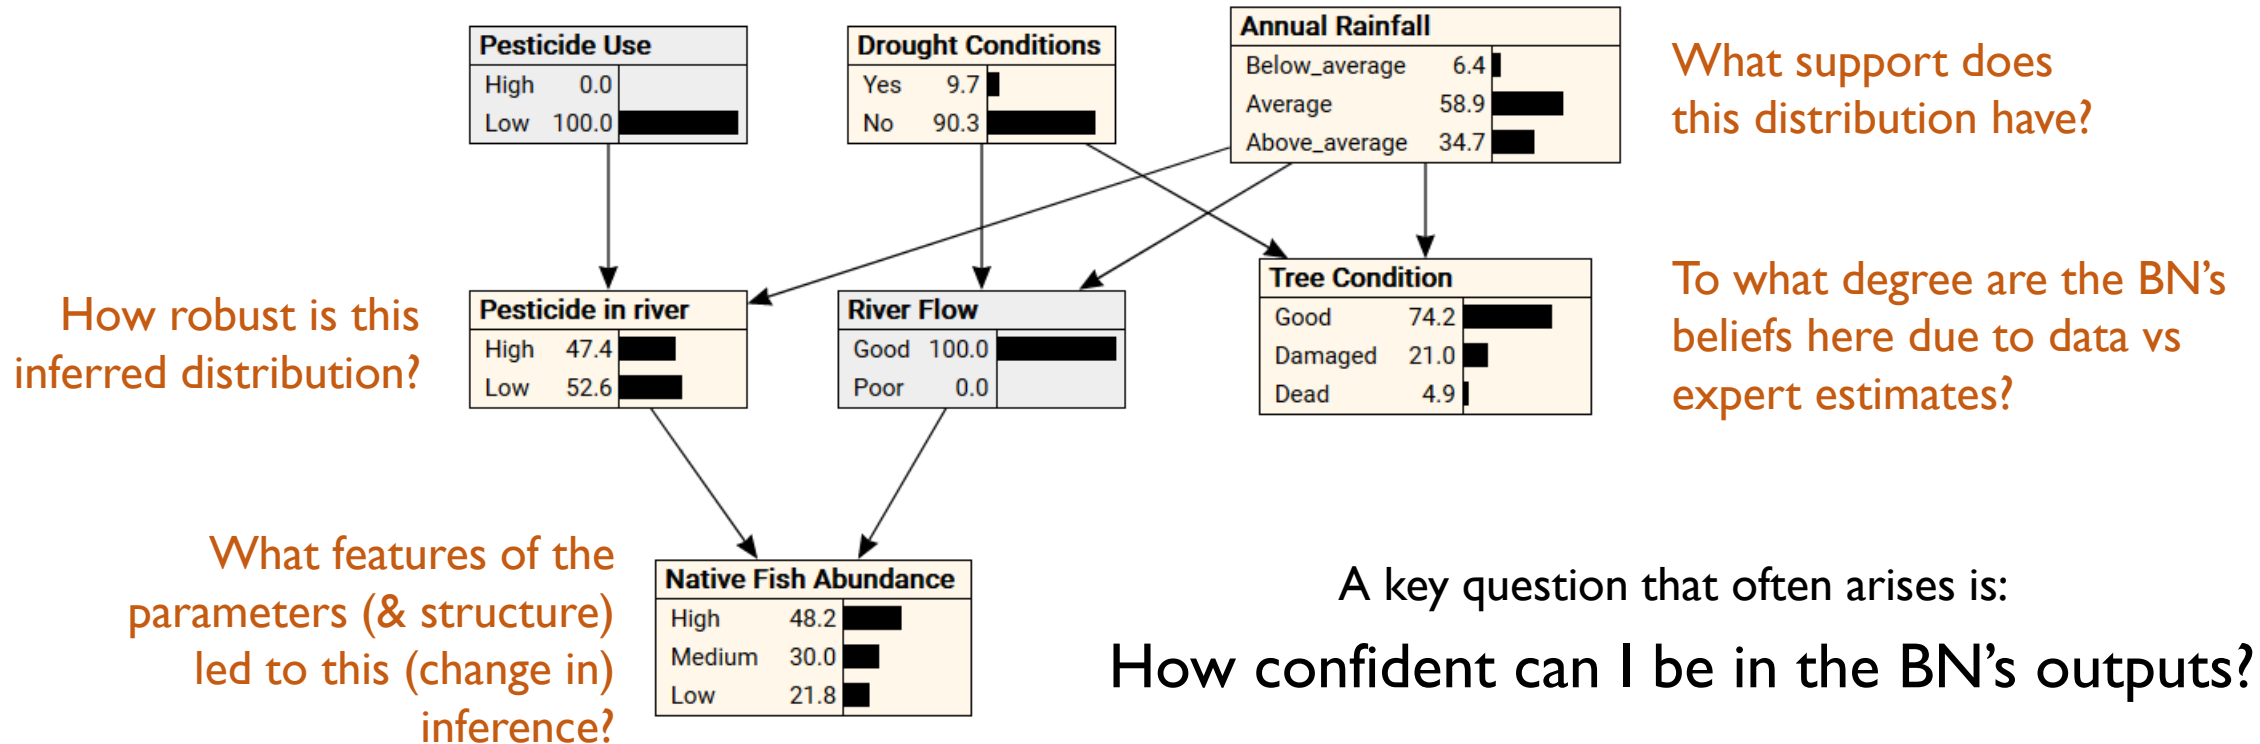 Pesticide Use
High 0.0
Low 100.0
Drought Conditions
Yes 9.7
No 90.3
Annual Rainfall
Below_average 6.4
Average 58.9
Above_average 34.7
What support does
this distribution have?
How robust is this
inferred distribution?
Pesticide in river
High 47.4
Low 52.6
River Flow
Good 100.0
Poor 0.0
Tree Condition
Good 74.2
Damaged 21.0
Dead 4.9
To what degree are the BN’s
beliefs here due to data vs
expert estimates?
What features of the
parameters (& structure)
led to this (change in)
inference?
Native Fish Abundance
High 48.2
Medium 30.0
Low 21.8
A key question that often arises is:
How confident can I be in the BN’s outputs?